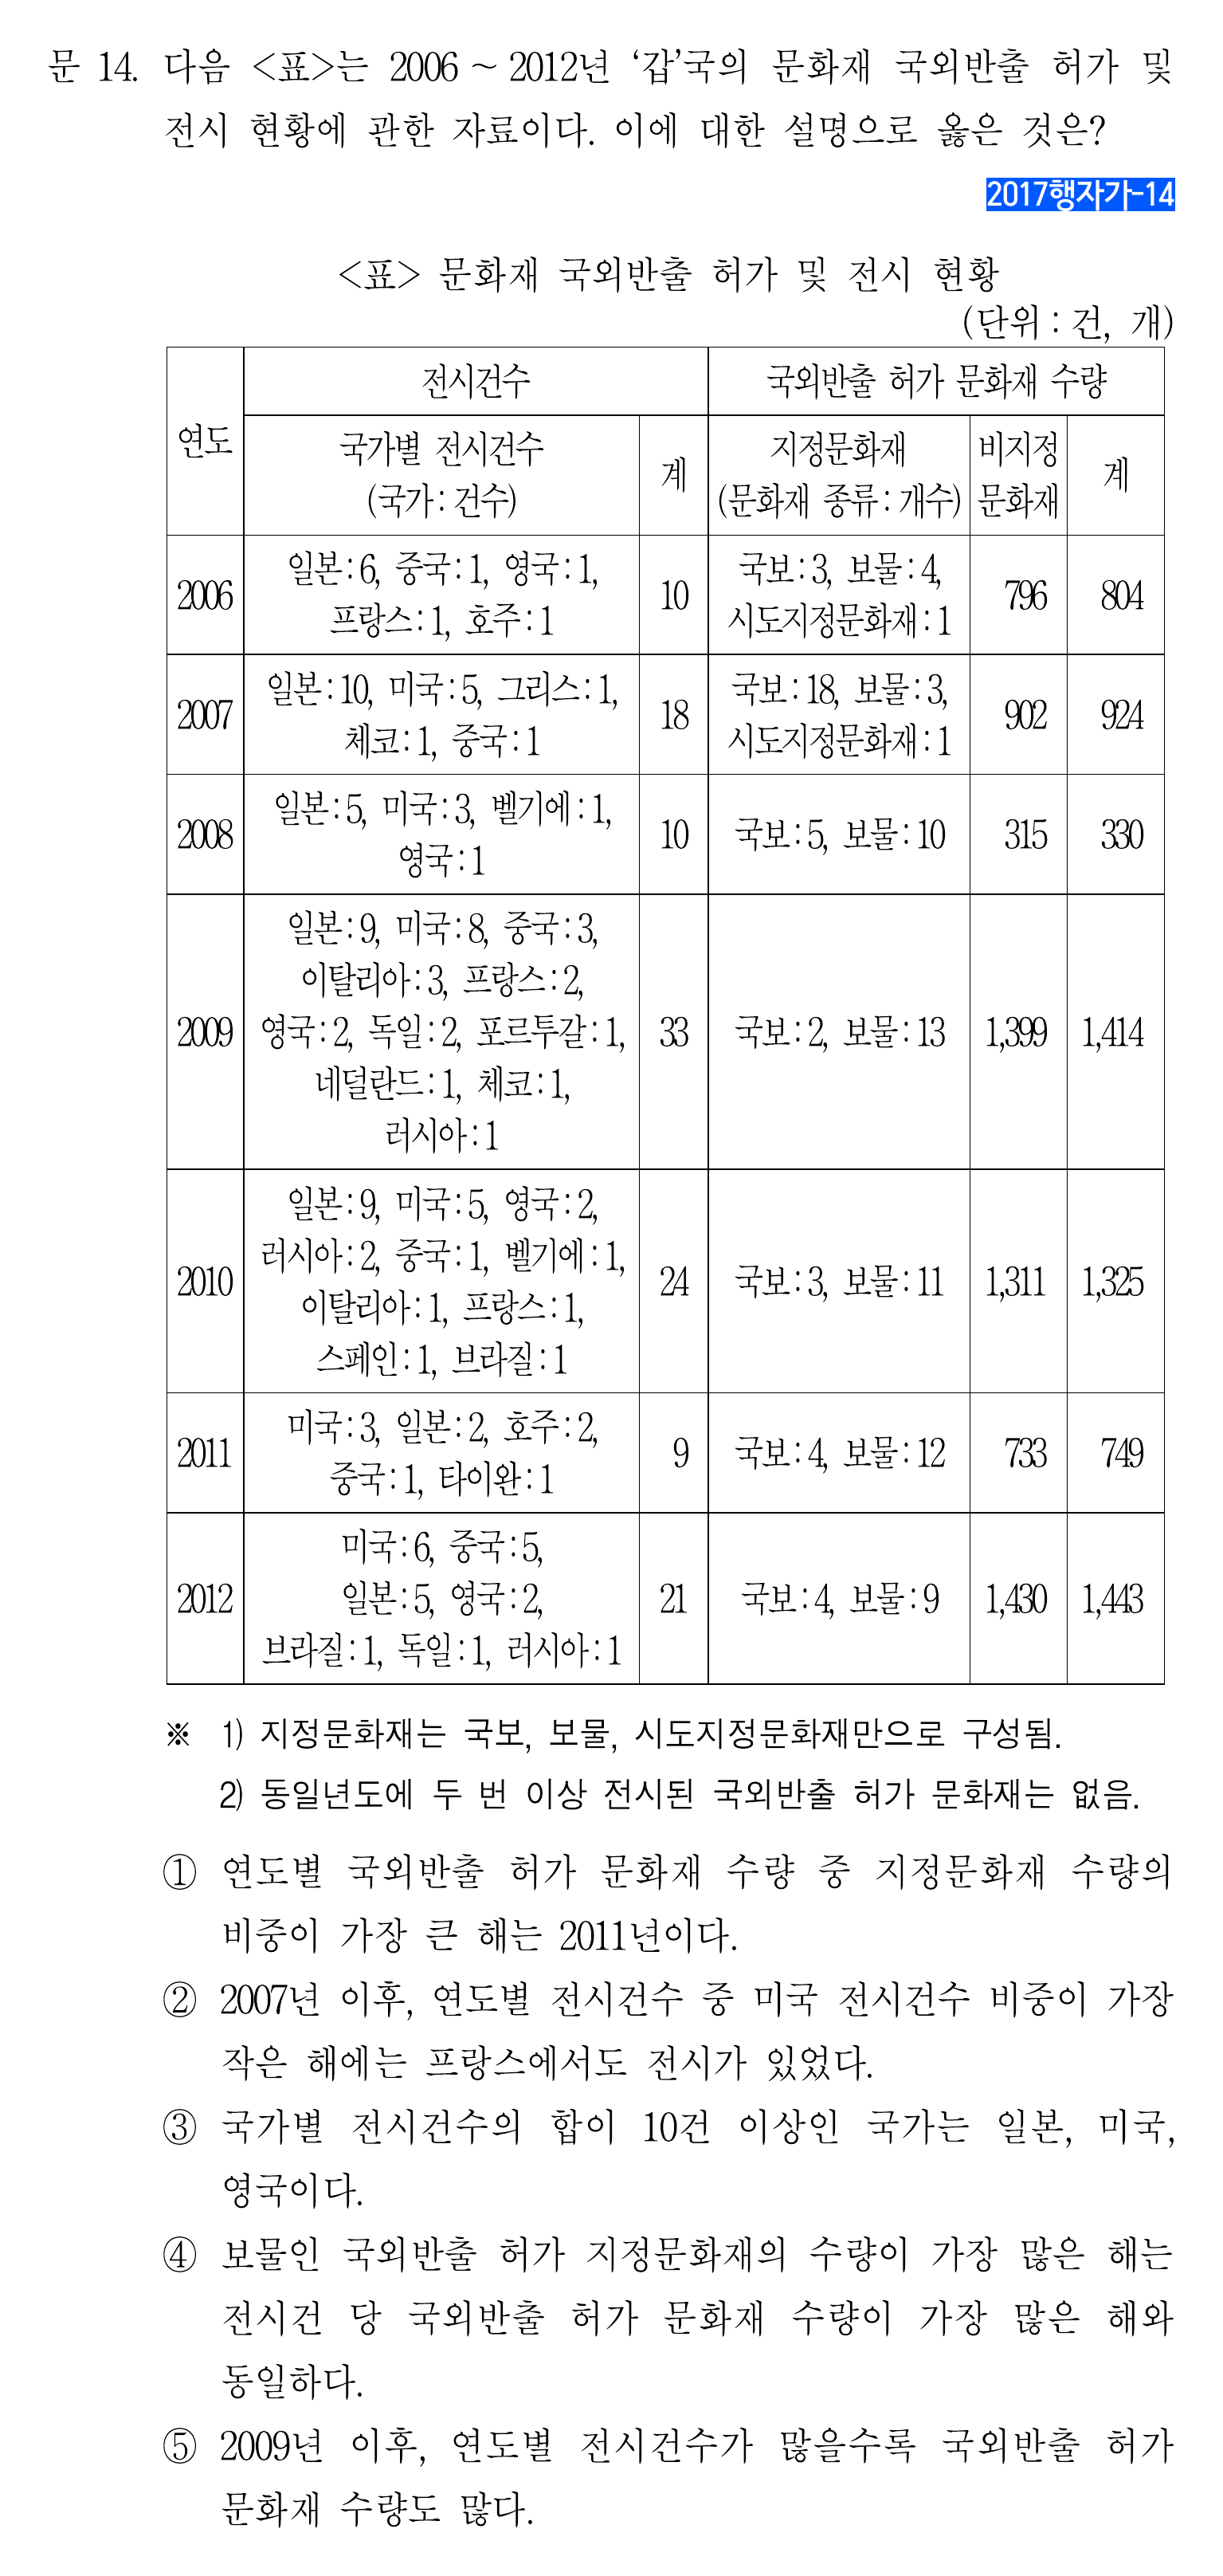 문 14. 다음 <표>는 2006 ~ 2012년 ‘갑’국의 문화재 국외반출 허가 및
전시 현황에 관한 자료이다. 이에 대한 설명으로 옳은 것은?
2017행자가-14
<표> 문화재 국외반출 허가 및 전시 현황
(단위 : 건, 개)
연도 전시건수 국외반출 허가 문화재 수량
국가별 전시건수 (국가 : 건수) 계 지정문화재 (문화재 종류 : 개수) 비지정 문화재 계
2006 일본 : 6, 중국 : 1, 영국 : 1, 10 국보 : 3, 보물 : 4, 796 804
프랑스 : 1, 호주 : 1 시도지정문화재 : 1
2007 일본 : 10, 미국 : 5, 그리스 : 1, 18 국보 : 18, 보물 : 3, 902 924
체코 : 1, 중국 : 1 시도지정문화재 : 1
2008 일본 : 5, 미국 : 3, 벨기에 : 1, 10 국보 : 5, 보물 : 10 315 330
영국 : 1
2009 일본 : 9, 미국 : 8, 중국 : 3, 33 국보 : 2, 보물 : 13 1,399 1,414
이탈리아 : 3, 프랑스 : 2,
영국 : 2, 독일 : 2, 포르투갈 : 1,
네덜란드 : 1, 체코 : 1,
러시아 : 1
2010 일본 : 9, 미국 : 5, 영국 : 2, 24 국보 : 3, 보물 : 11 1,311 1,325
러시아 : 2, 중국 : 1, 벨기에 : 1,
이탈리아 : 1, 프랑스 : 1,
스페인 : 1, 브라질 : 1
2011 미국 : 3, 일본 : 2, 호주 : 2, 9 국보 : 4, 보물 : 12 733 749
중국 : 1, 타이완 : 1
2012 미국 : 6, 중국 : 5, 21 국보 : 4, 보물 : 9 1,430 1,443
일본 : 5, 영국 : 2,
브라질 : 1, 독일 : 1, 러시아 : 1
※ 1) 지정문화재는 국보, 보물, 시도지정문화재만으로 구성됨.
2) 동일년도에 두 번 이상 전시된 국외반출 허가 문화재는 없음.
① 연도별 국외반출 허가 문화재 수량 중 지정문화재 수량의
비중이 가장 큰 해는 2011년이다.
② 2007년 이후, 연도별 전시건수 중 미국 전시건수 비중이 가장
작은 해에는 프랑스에서도 전시가 있었다.
③ 국가별 전시건수의 합이 10건 이상인 국가는 일본, 미국,
영국이다.
④ 보물인 국외반출 허가 지정문화재의 수량이 가장 많은 해는
전시건 당 국외반출 허가 문화재 수량이 가장 많은 해와
동일하다.
⑤ 2009년 이후, 연도별 전시건수가 많을수록 국외반출 허가
문화재 수량도 많다.